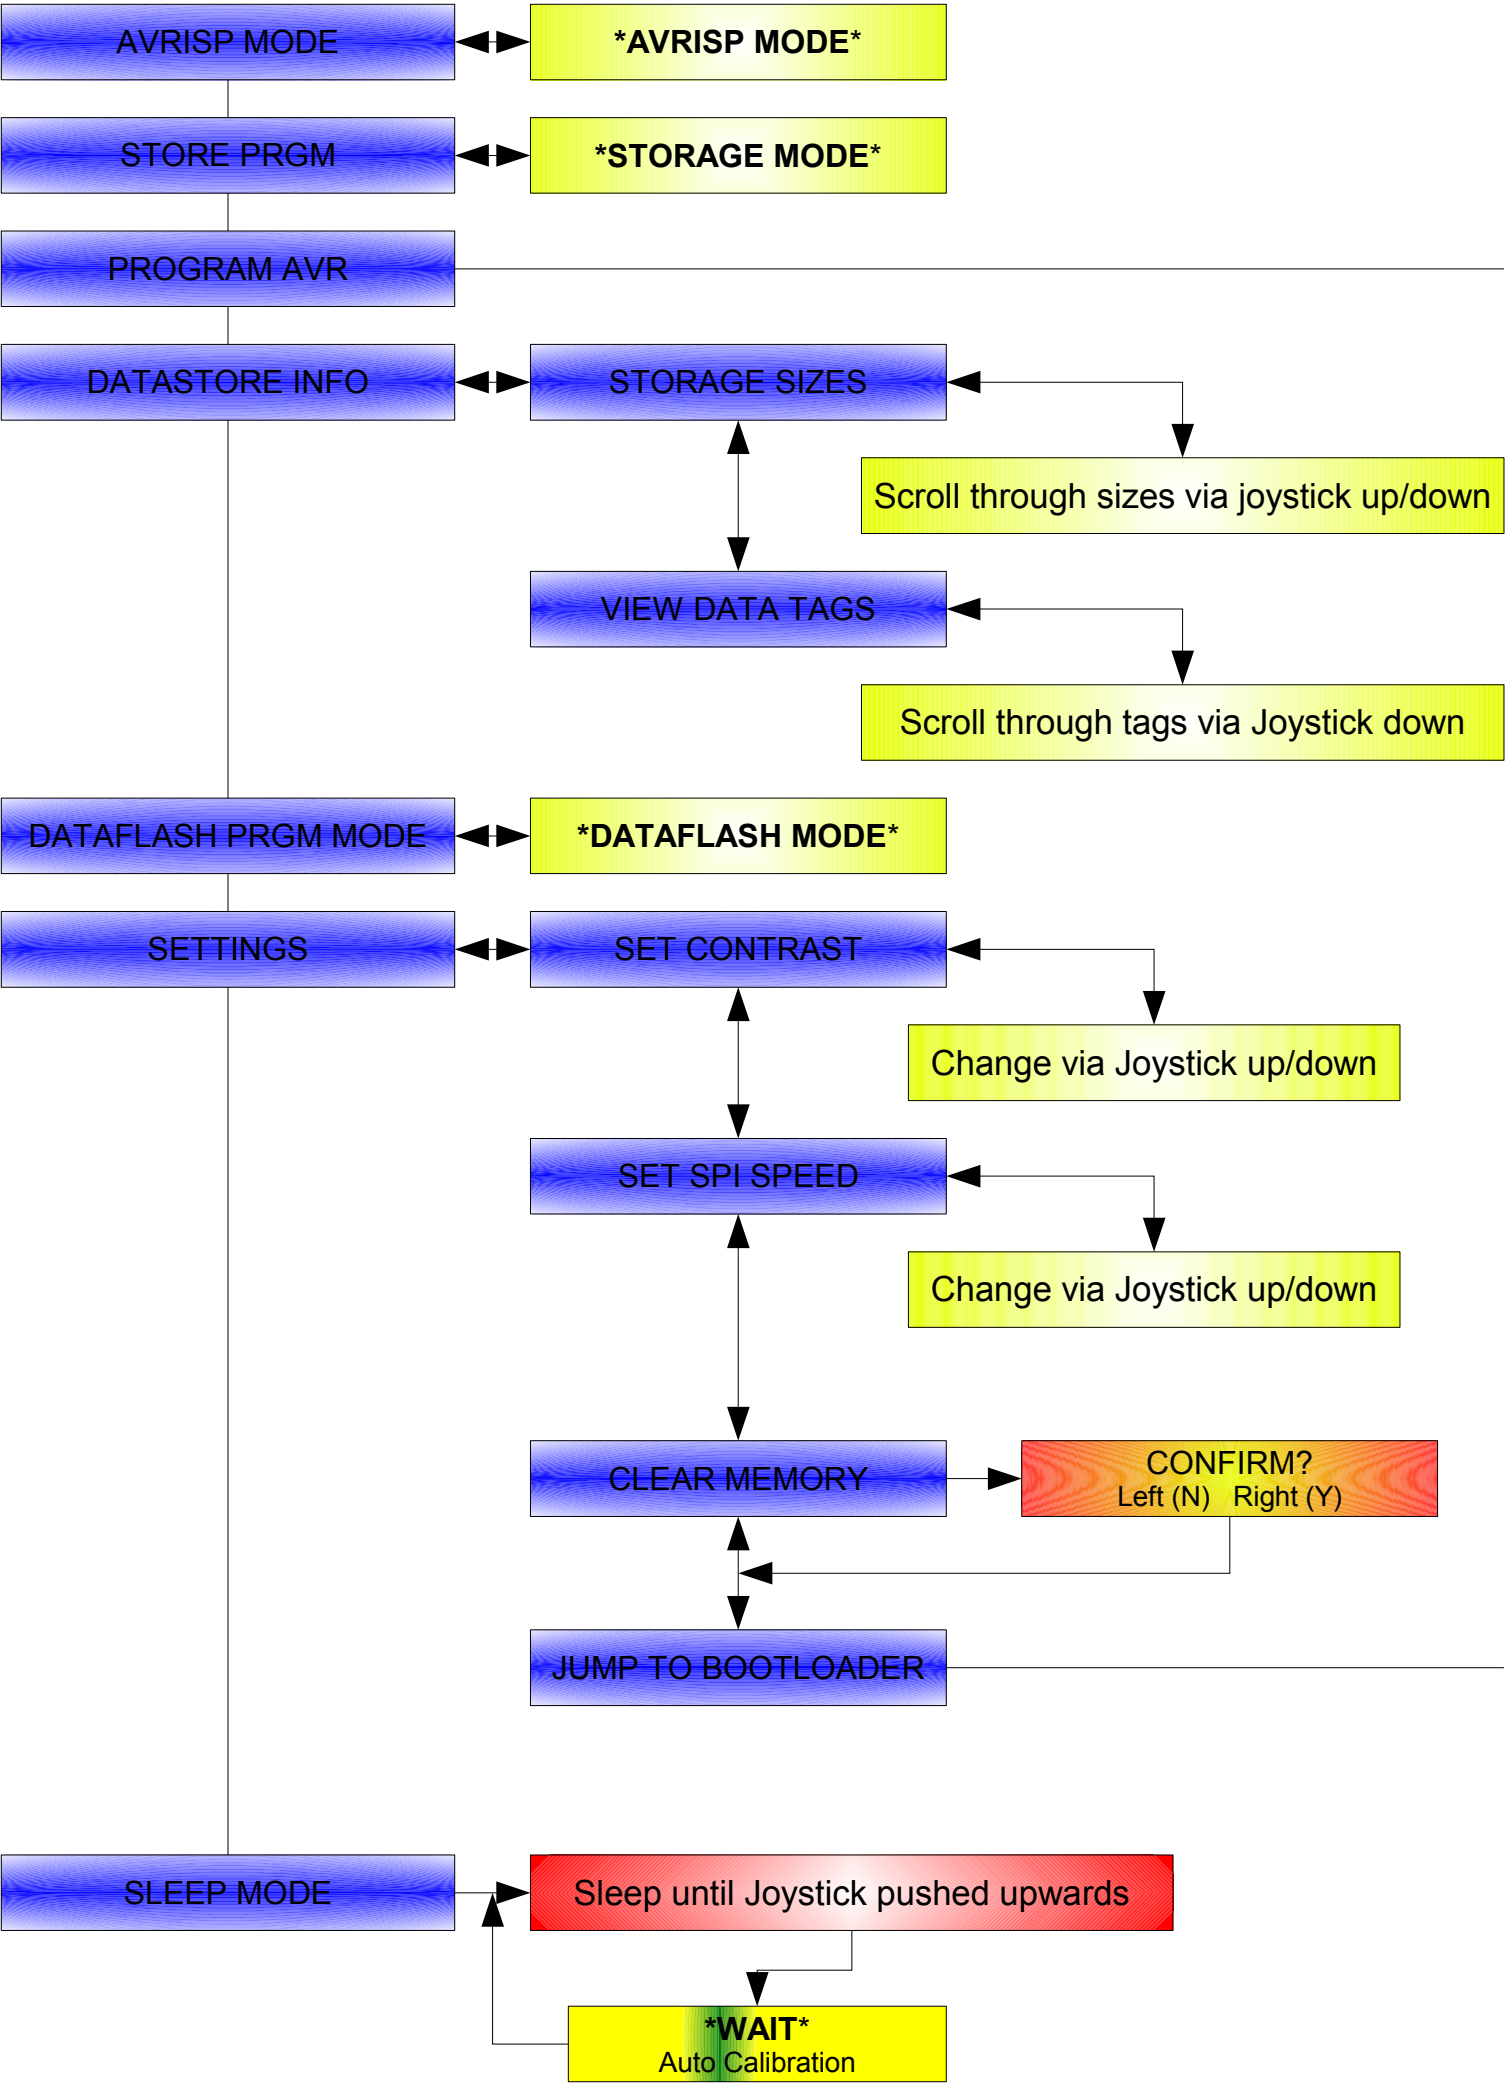 AVRISP MODE
*AVRISP MODE*
STORE PRGM
*STORAGE MODE*
PROGRAM AVR
DATASTORE INFO
STORAGE SIZES
Scroll through sizes via joystick up/down
VIEW DATA TAGS
Scroll through tags via Joystick down
DATAFLASH PRGM MODE
*DATAFLASH MODE*
SETTINGS
SET CONTRAST
Change via Joystick up/down
SET SPI SPEED
Change via Joystick up/down
CLEAR MEMORY
CONFIRM?
Left (N) Right (Y)
JUMP TO BOOTLOADER
SLEEP MODE
Sleep until Joystick pushed upwards
*WAIT*
Auto Calibration